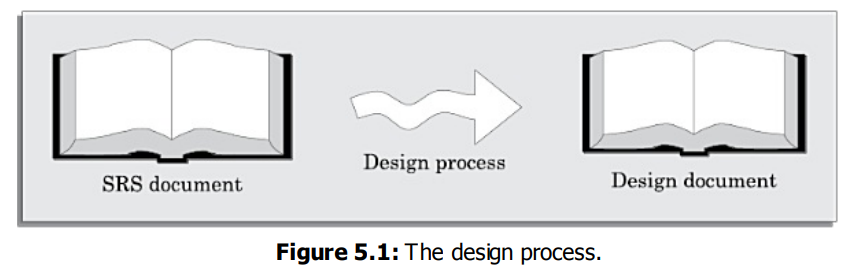 SRS document
Design process
Design document
Figure 5.1: The design process.